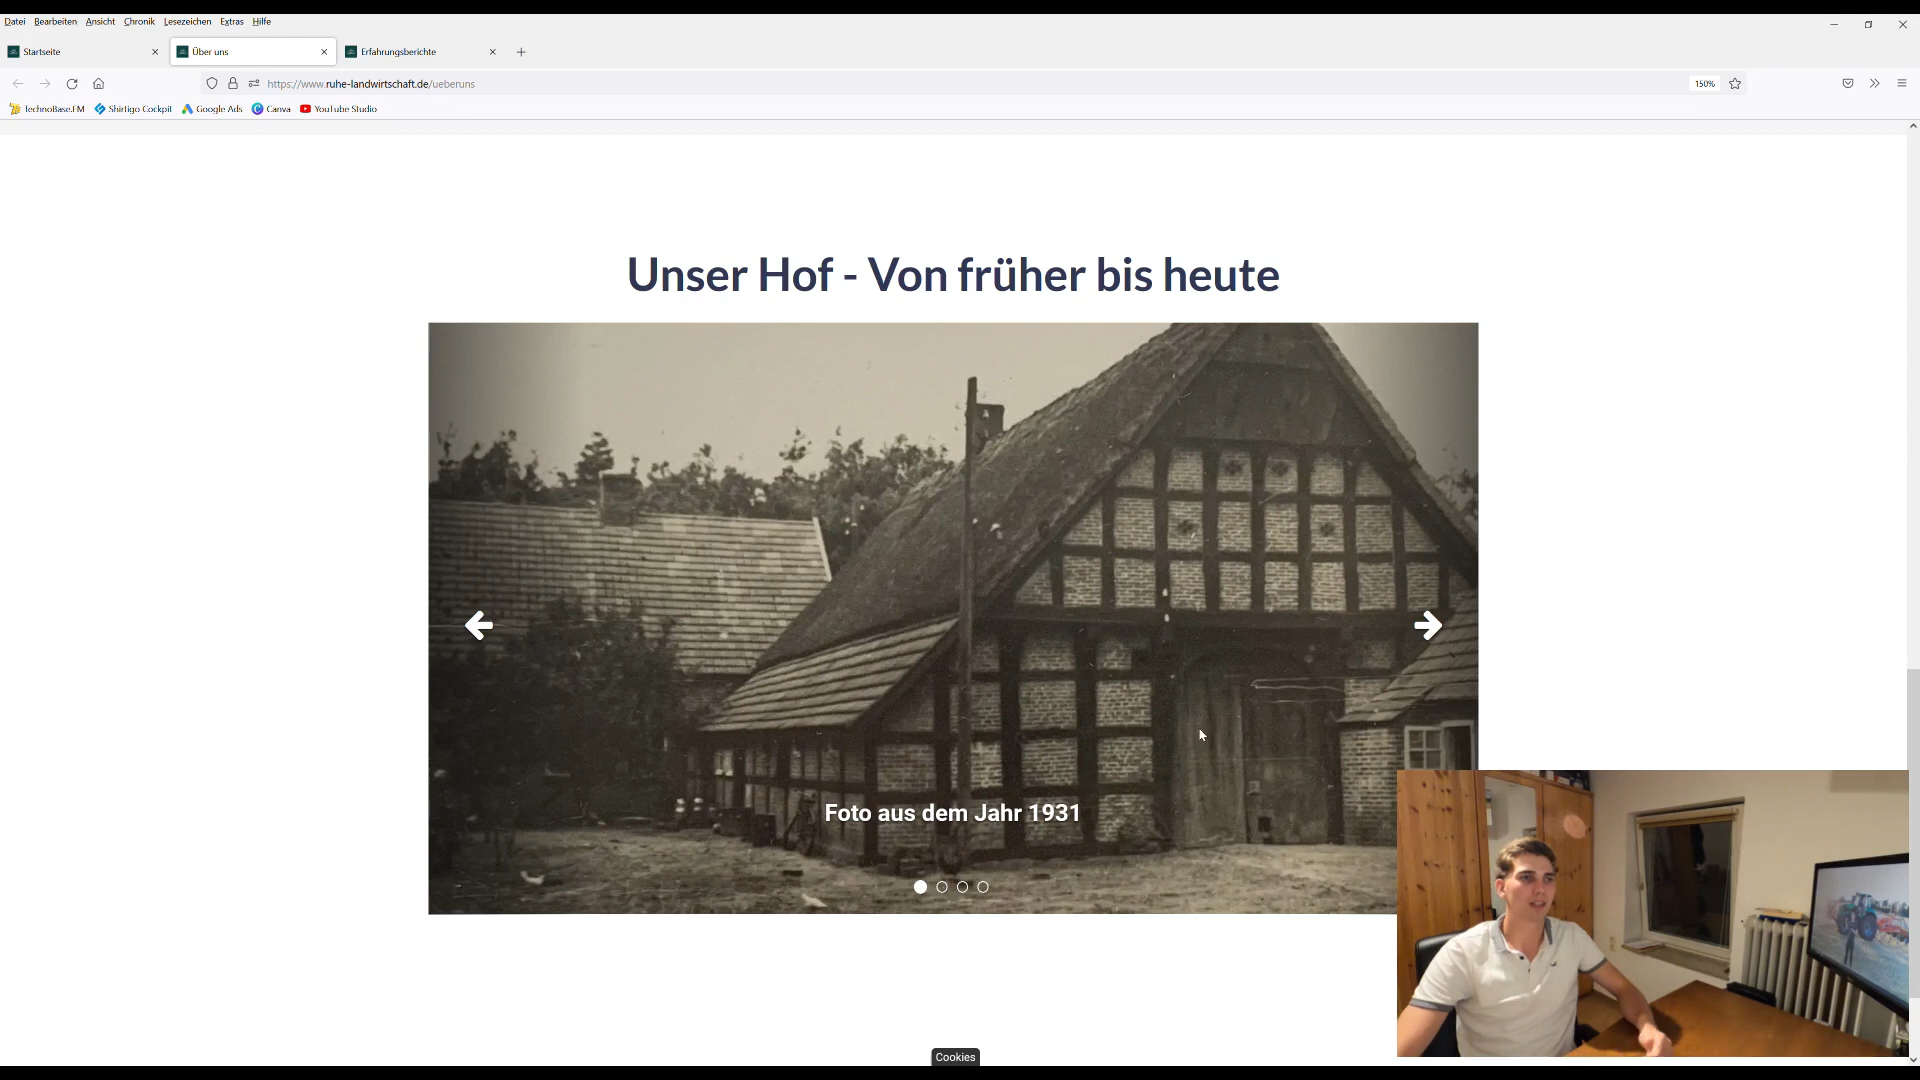 Datei Bearbeiten Ansicht Chronik Lesezeichen Extras Hilfe
Startseite Über uns Erfahrungsberichte
https://www.ruhe-landwirtschaft.de/ueberuns 150%
TechnoBase.FM Shirtigo Cockpit Google Ads Canva YouTube Studio
Unser Hof - Von früher bis heute
Foto aus dem Jahr 1931
Cookies